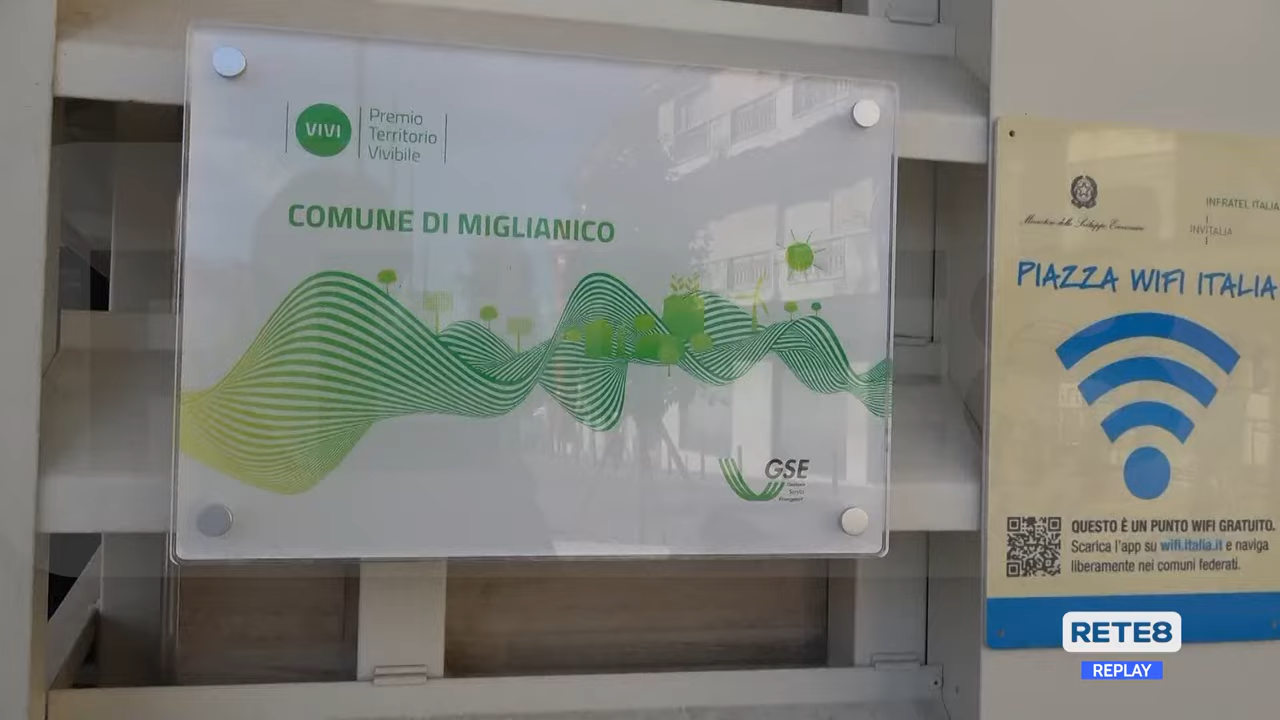 VIVI
Premio
Territorio
Vivibile
COMUNE DI MIGLIANICO
GSE
Gestore
Servizi
Energetici
Ministero dello Sviluppo Economico
INFRATEL ITALIA
INVITALIA
PIAZZA WIFI ITALIA
QUESTO È UN PUNTO WIFI GRATUITO.
Scarica l'app su wifi.italia.it e naviga
liberamente nei comuni federati.
RETE8
REPLAY